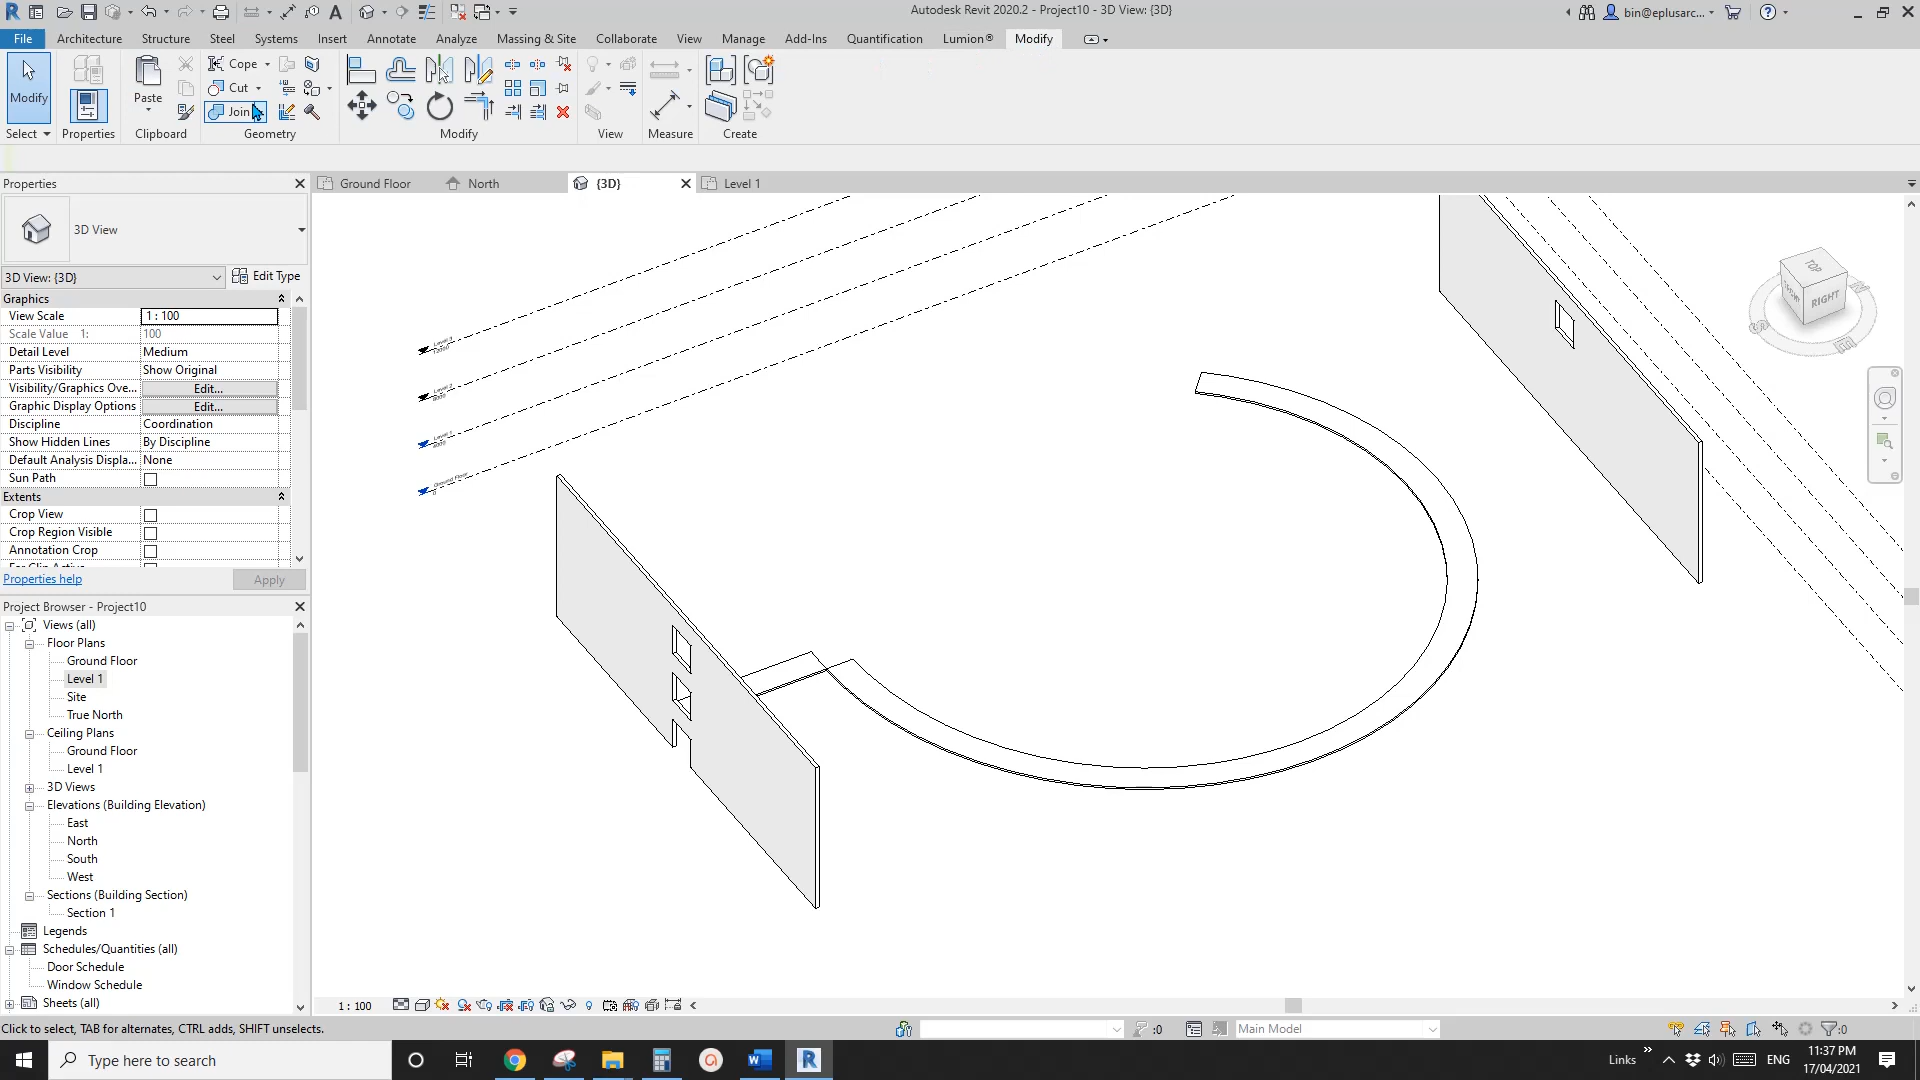 Autodesk Revit 2020.2 - Project10 - 3D View: {3D}
bin@eplusarc...
File Architecture Structure Steel Systems Insert Annotate Analyze Massing & Site Collaborate View Manage Add-Ins Quantification Lumion® Modify
Modify
Paste
Cope
Cut
Join
Select Properties Clipboard Geometry Modify View Measure Create
Properties
Ground Floor
North
{3D}
Level 1
3D View
3D View: {3D}
Edit Type
Graphics
View Scale 1 : 100
Scale Value 1: 100
Detail Level Medium
Parts Visibility Show Original
Visibility/Graphics Ove... Edit...
Graphic Display Options Edit...
Discipline Coordination
Show Hidden Lines By Discipline
Default Analysis Displa... None
Sun Path
Extents
Crop View
Crop Region Visible
Annotation Crop
Properties help
Apply
Project Browser - Project10
Views (all)
Floor Plans
Ground Floor
Level 1
Site
True North
Ceiling Plans
Ground Floor
Level 1
3D Views
Elevations (Building Elevation)
East
North
South
West
Sections (Building Section)
Section 1
Legends
Schedules/Quantities (all)
Door Schedule
Window Schedule
Sheets (all)
TOP
RIGHT
1 : 100
Click to select, TAB for alternates, CTRL adds, SHIFT unselects.
:0
Main Model
:0
Type here to search
Links
ENG
11:37 PM
17/04/2021